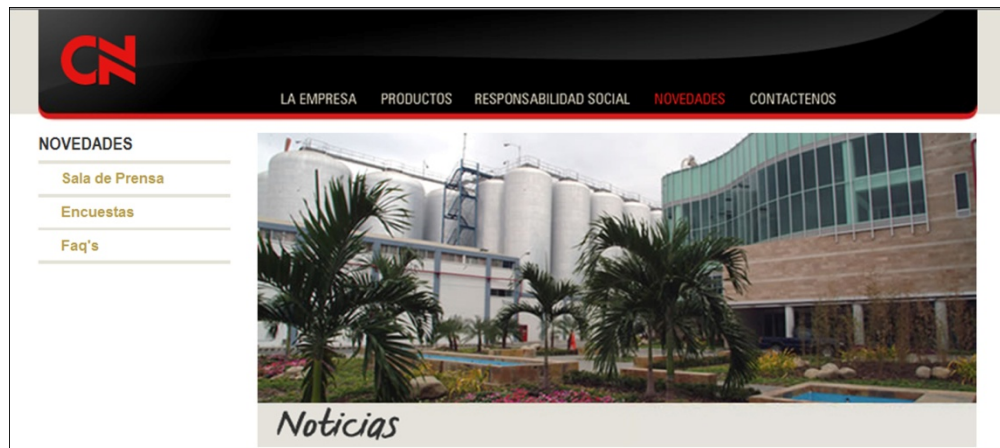 CN
LA EMPRESA PRODUCTOS RESPONSABILIDAD SOCIAL NOVEDADES CONTACTENOS
NOVEDADES
Sala de Prensa
Encuestas
Faq's
Noticias